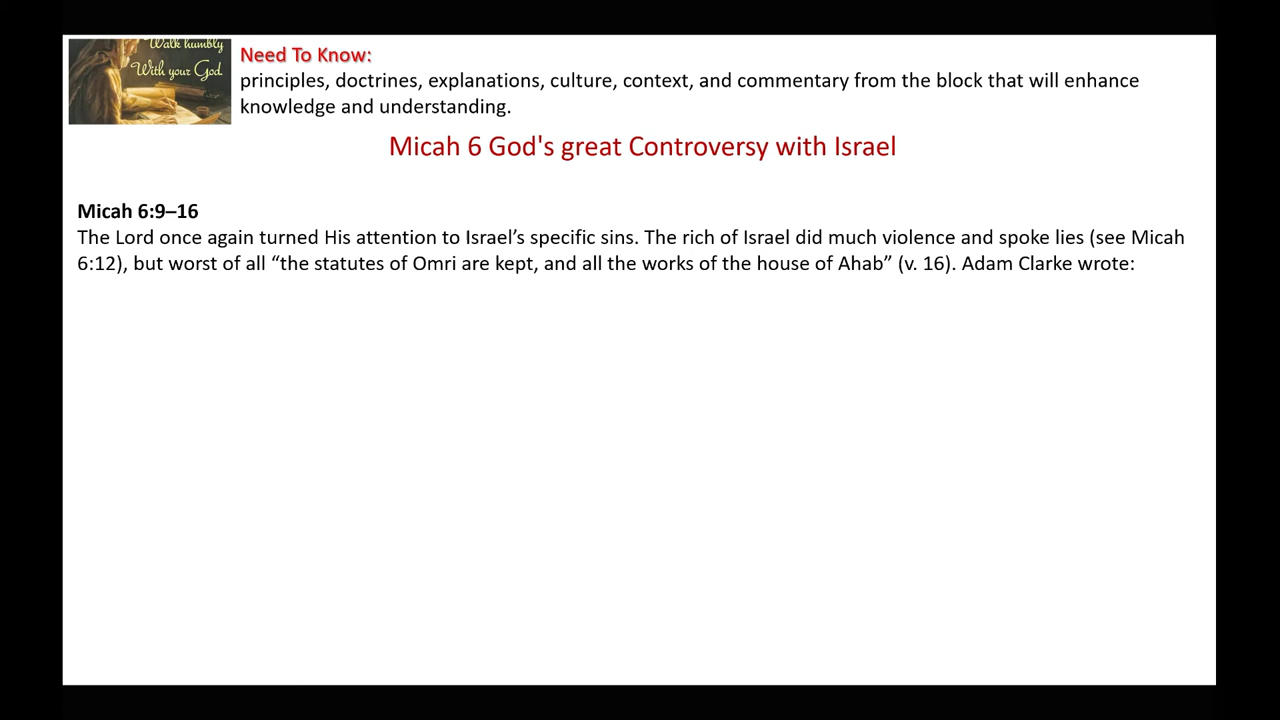 Walk humbly
With your God.
Need To Know:
principles, doctrines, explanations, culture, context, and commentary from the block that will enhance
knowledge and understanding.
Micah 6 God's great Controversy with Israel
Micah 6:9–16
The Lord once again turned His attention to Israel’s specific sins. The rich of Israel did much violence and spoke lies (see Micah
6:12), but worst of all “the statutes of Omri are kept, and all the works of the house of Ahab” (v. 16). Adam Clarke wrote: